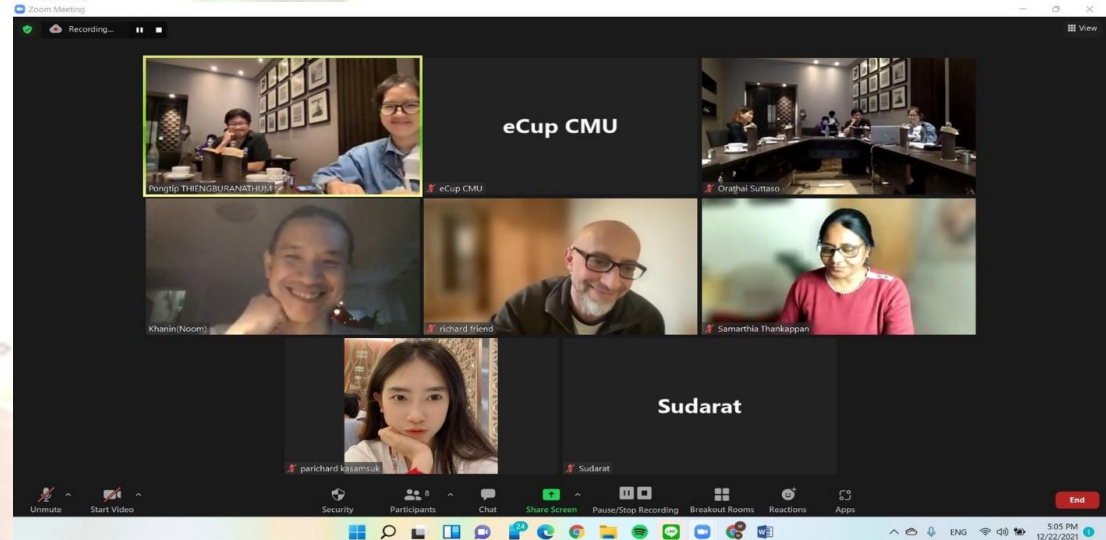 Zoom Meeting
Recording...
View
Pongtip THIENGBURANATHUM
eCup CMU
eCup CMU
Orathai Suttaso
Khanin(Noom)
richard friend
Samarthia Thankappan
parichard kasamsuk
Sudarat
Sudarat
Unmute
Start Video
Security
Participants
8
Chat
Share Screen
Pause/Stop Recording
Breakout Rooms
Reactions
Apps
End
24
ENG
5:05 PM
12/22/2021
1